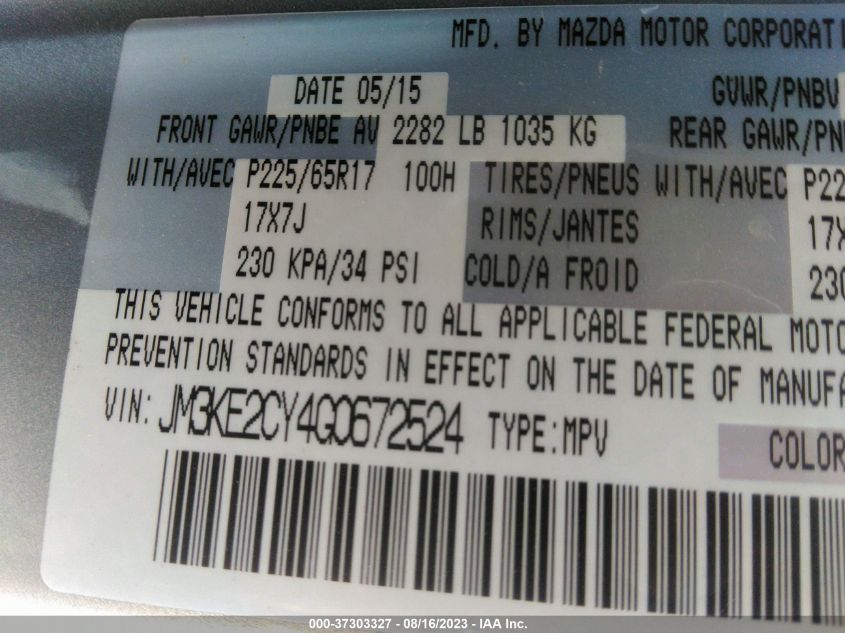 MFD. BY MAZDA MOTOR CORPORATI
DATE 05/15 GVWR/PNBV
FRONT GAWR/PNBE AV 2282 LB 1035 KG REAR GAWR/PN
WITH/AVEC P225/65R17 100H TIRES/PNEUS WITH/AVEC P22
17X7J RIMS/JANTES 17X
230 KPA/34 PSI COLD/A FROID 230
THIS VEHICLE CONFORMS TO ALL APPLICABLE FEDERAL MOTO
PREVENTION STANDARDS IN EFFECT ON THE DATE OF MANUFA
VIN: JM3KE2CY4G0672524 TYPE:MPV COLOR
000-37303327 - 08/16/2023 - IAA Inc.